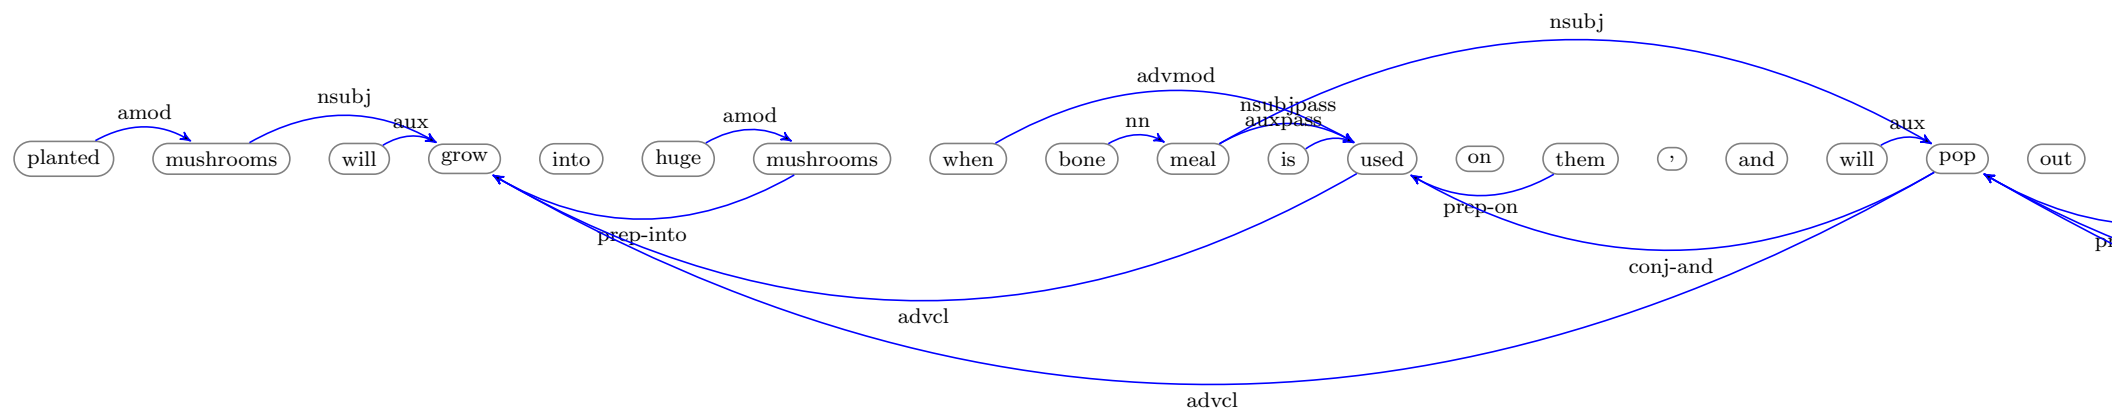 nsubj
advmod
nsubj
amod
nsubjpass
amod
aux
nn
auxpass
aux
planted mushrooms will grow into huge mushrooms when bone meal is used on them , and will pop out
prep-on
prep-into
conj-and
advcl
advcl